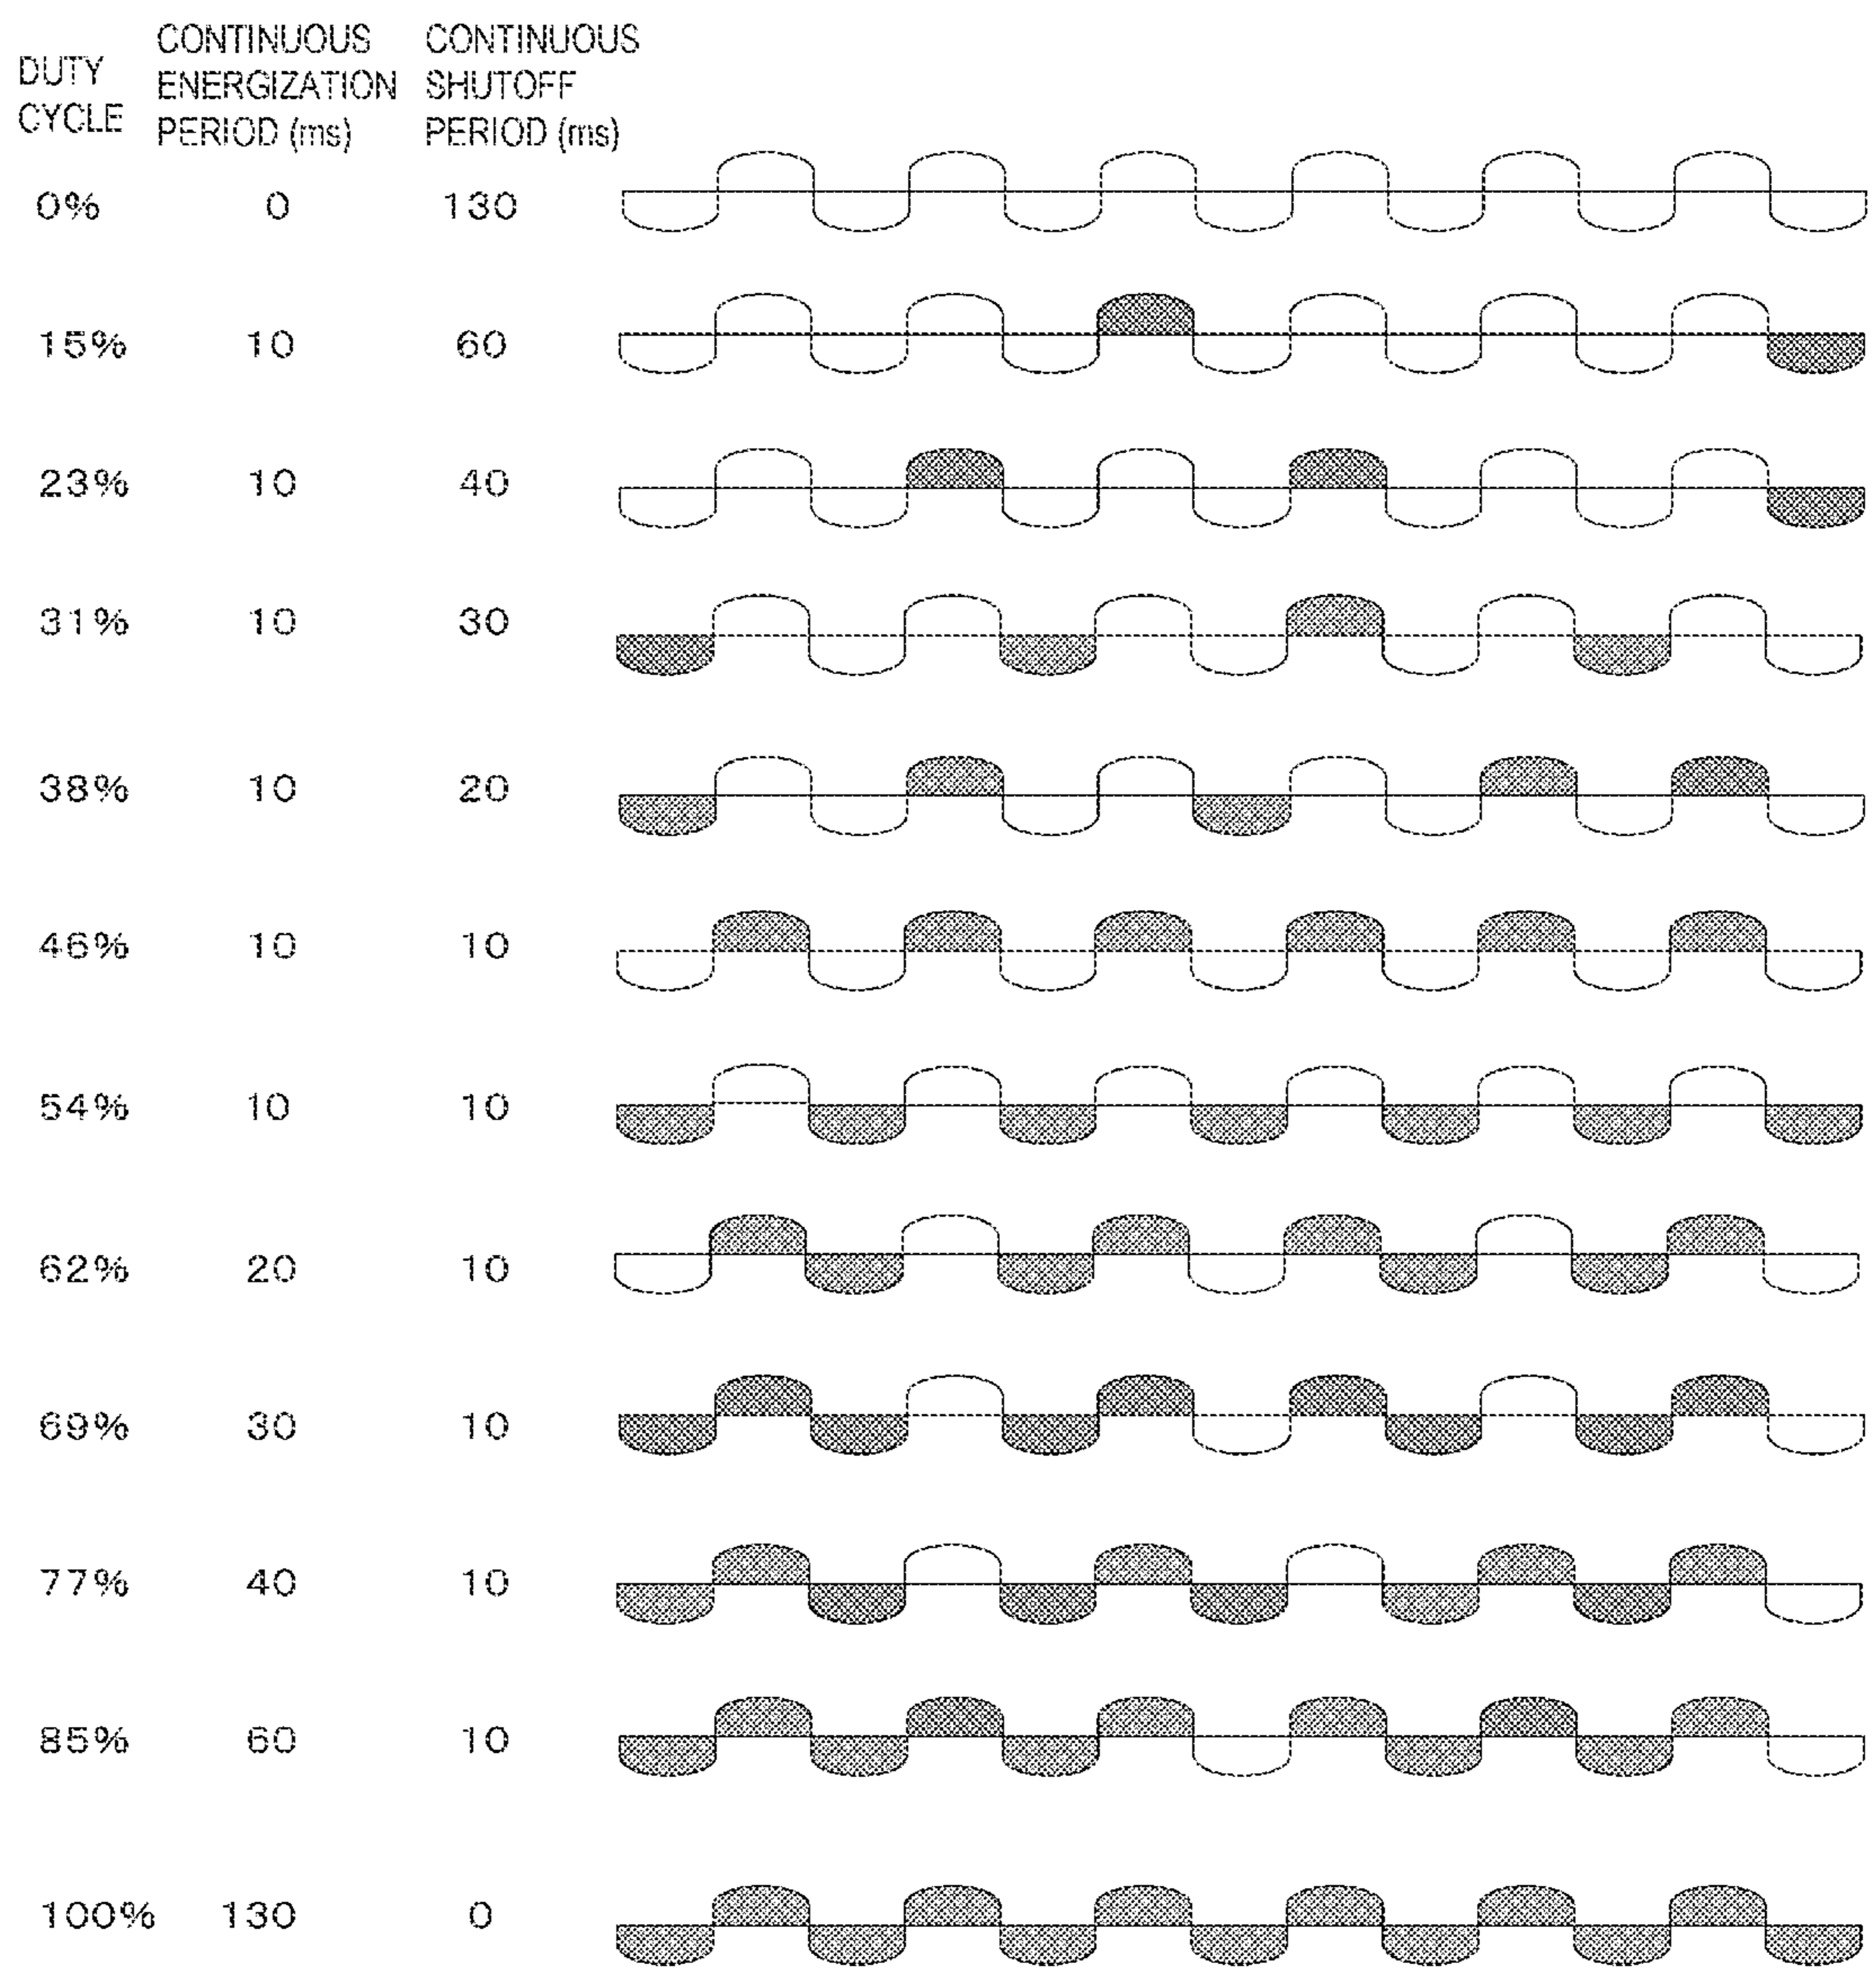 DUTY CYCLE CONTINUOUS ENERGIZATION PERIOD (ms) CONTINUOUS SHUTOFF PERIOD (ms)
0% 0 130
15% 10 60
23% 10 40
31% 10 30
38% 10 20
46% 10 10
54% 10 10
62% 20 10
69% 30 10
77% 40 10
85% 60 10
100% 130 0